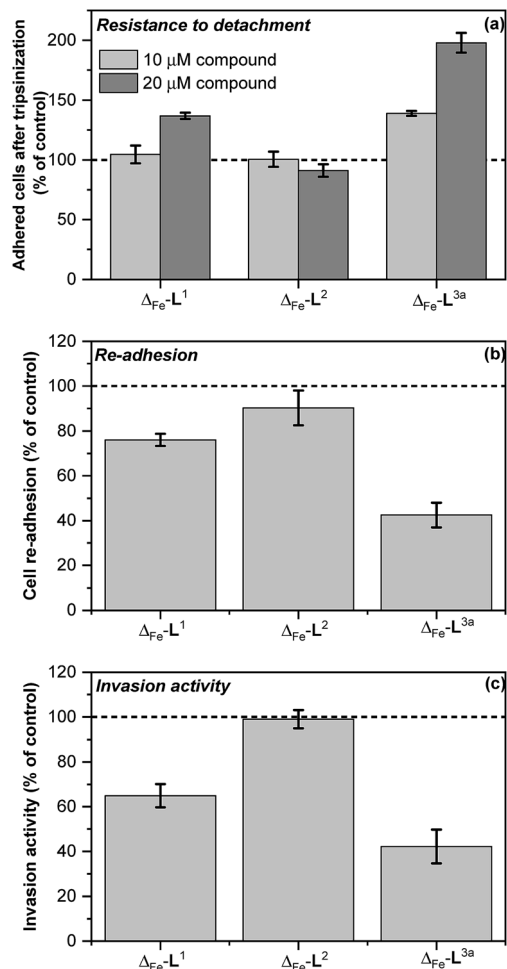 Resistance to detachment (a)
10 μM compound
20 μM compound
Adhered cells after tripsinization
(% of control)
200
150
100
50
0
ΔFe-L1 ΔFe-L2 ΔFe-L3a
Re-adhesion (b)
Cell re-adhesion (% of control)
120
100
80
60
40
20
0
ΔFe-L1 ΔFe-L2 ΔFe-L3a
Invasion activity (c)
Invasion activity (% of control)
120
100
80
60
40
20
0
ΔFe-L1 ΔFe-L2 ΔFe-L3a